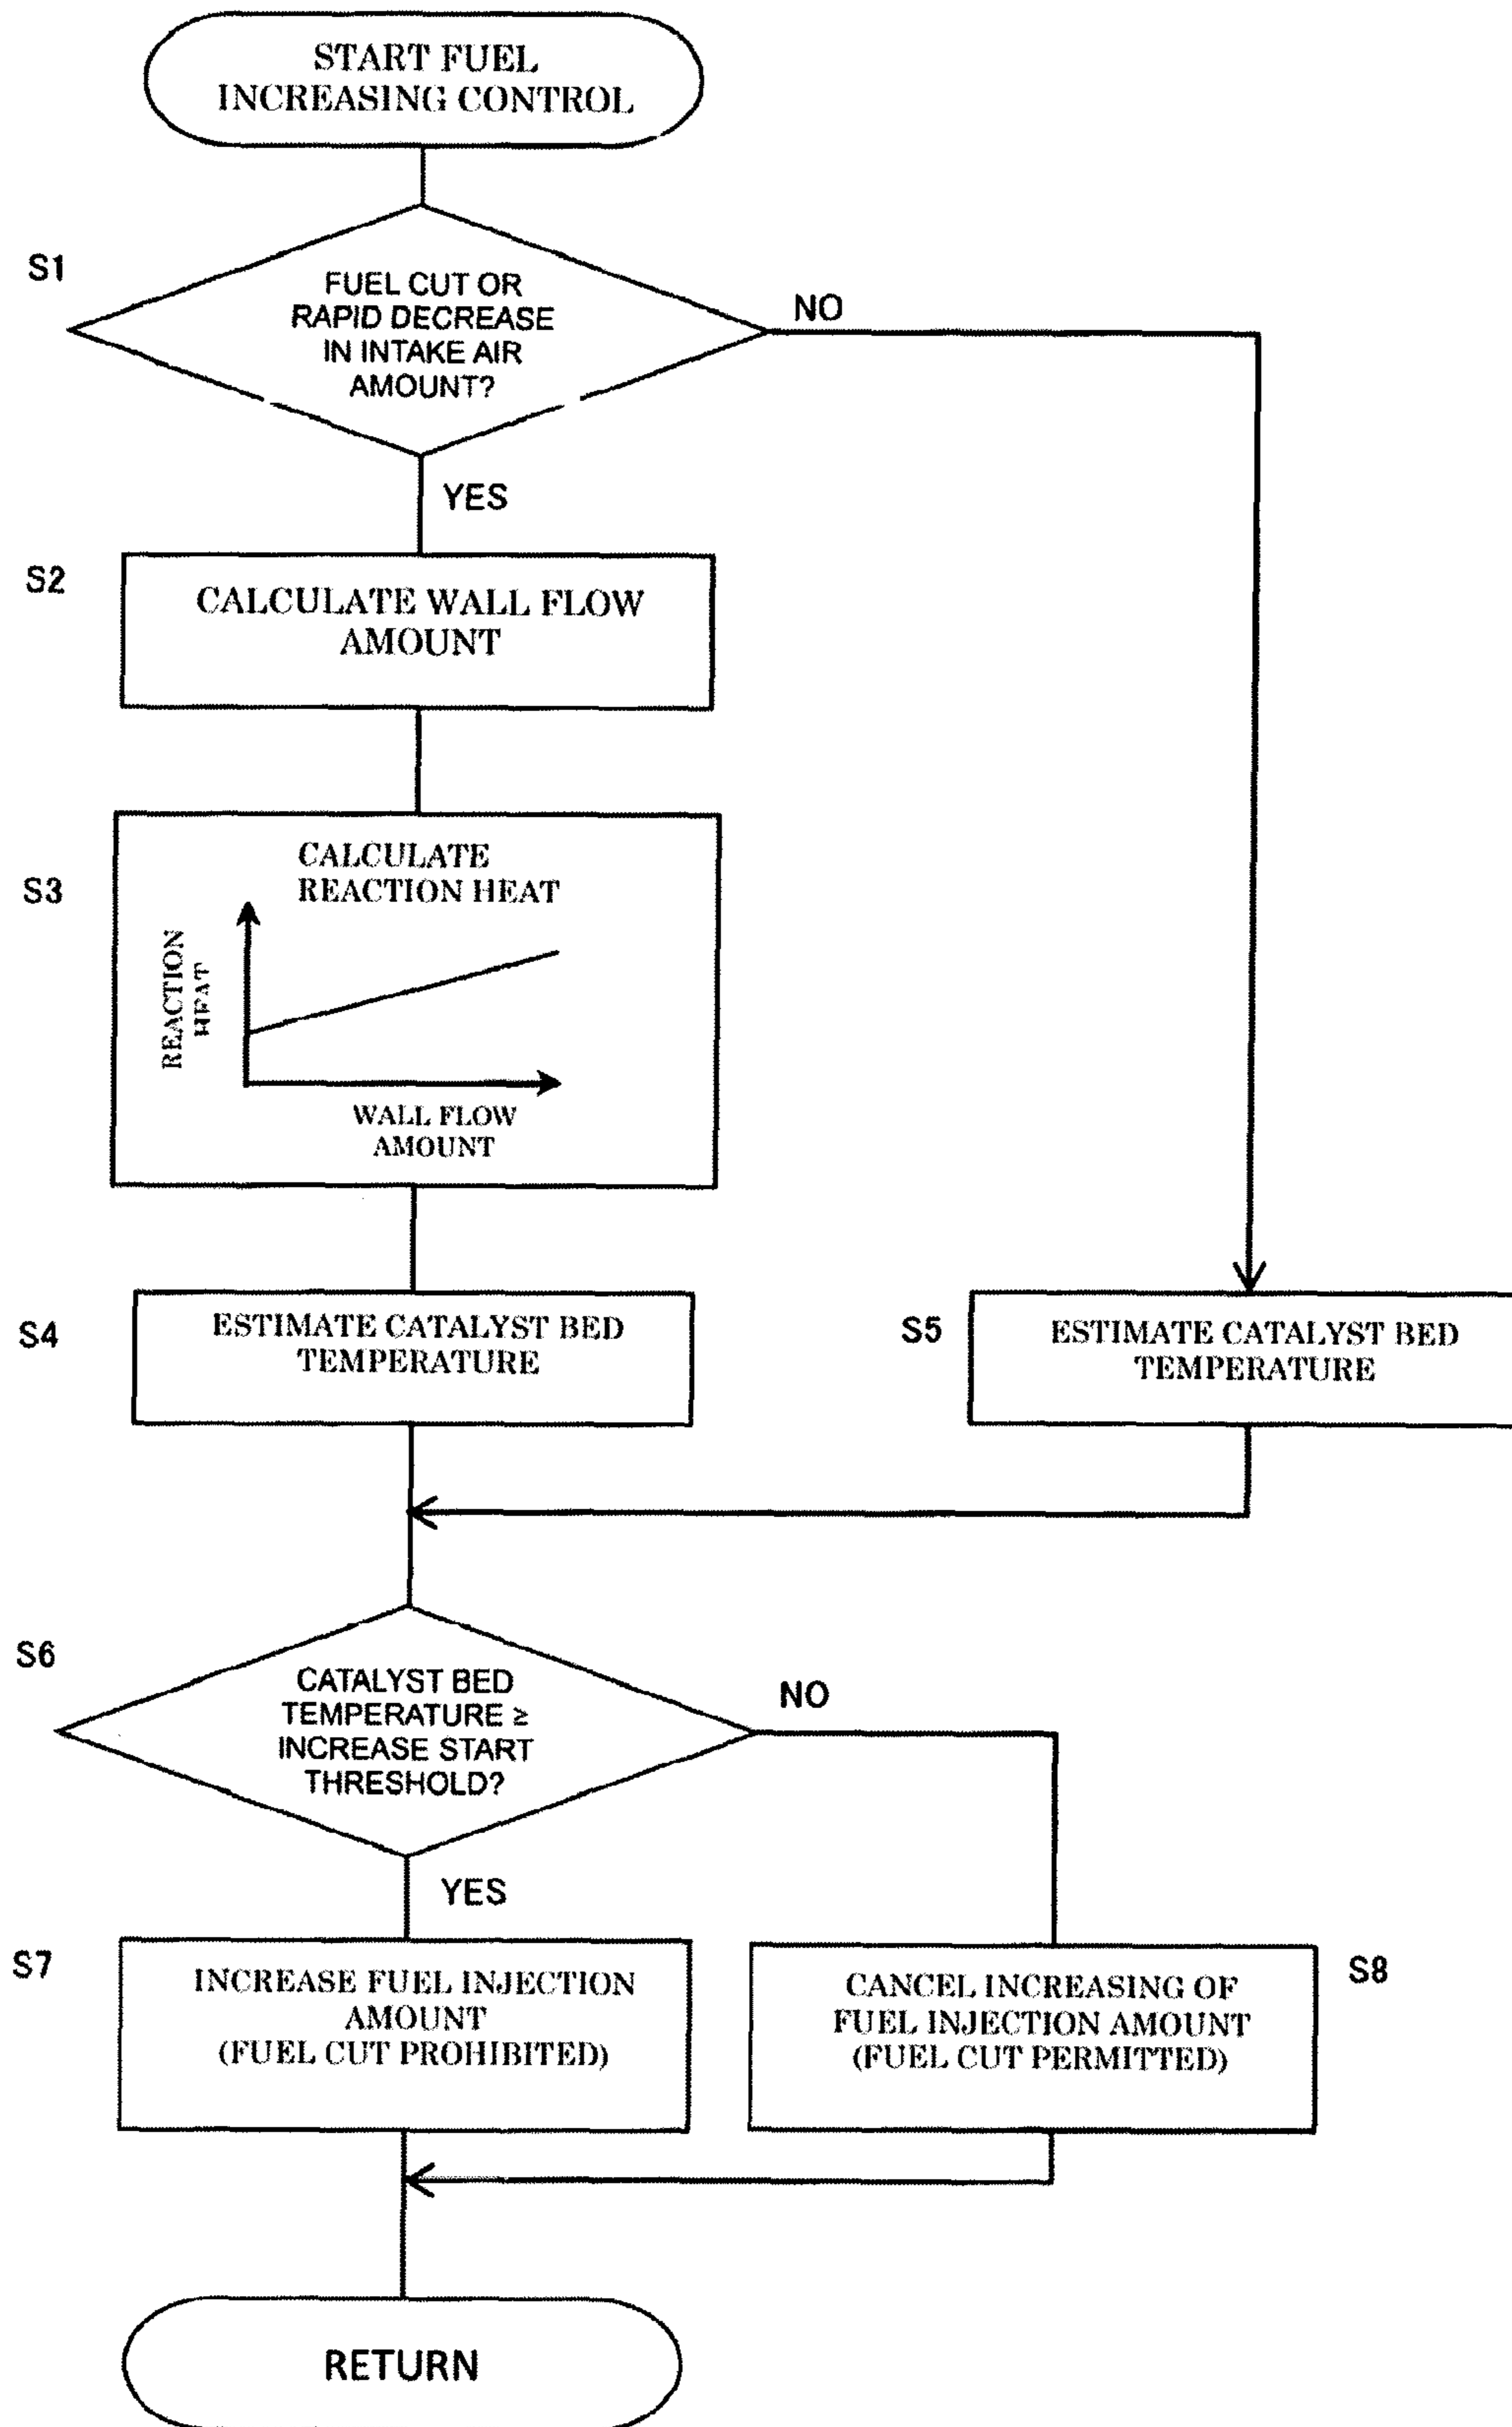 START FUEL
INCREASING CONTROL
S1
FUEL CUT OR
RAPID DECREASE
IN INTAKE AIR
AMOUNT?
NO
YES
S2
CALCULATE WALL FLOW
AMOUNT
S3
CALCULATE
REACTION HEAT
REACTION
HEAT
WALL FLOW
AMOUNT
S4
ESTIMATE CATALYST BED
TEMPERATURE
S5
ESTIMATE CATALYST BED
TEMPERATURE
S6
CATALYST BED
TEMPERATURE ≥
INCREASE START
THRESHOLD?
NO
YES
S7
INCREASE FUEL INJECTION
AMOUNT
(FUEL CUT PROHIBITED)
CANCEL INCREASING OF
FUEL INJECTION AMOUNT
(FUEL CUT PERMITTED)
S8
RETURN